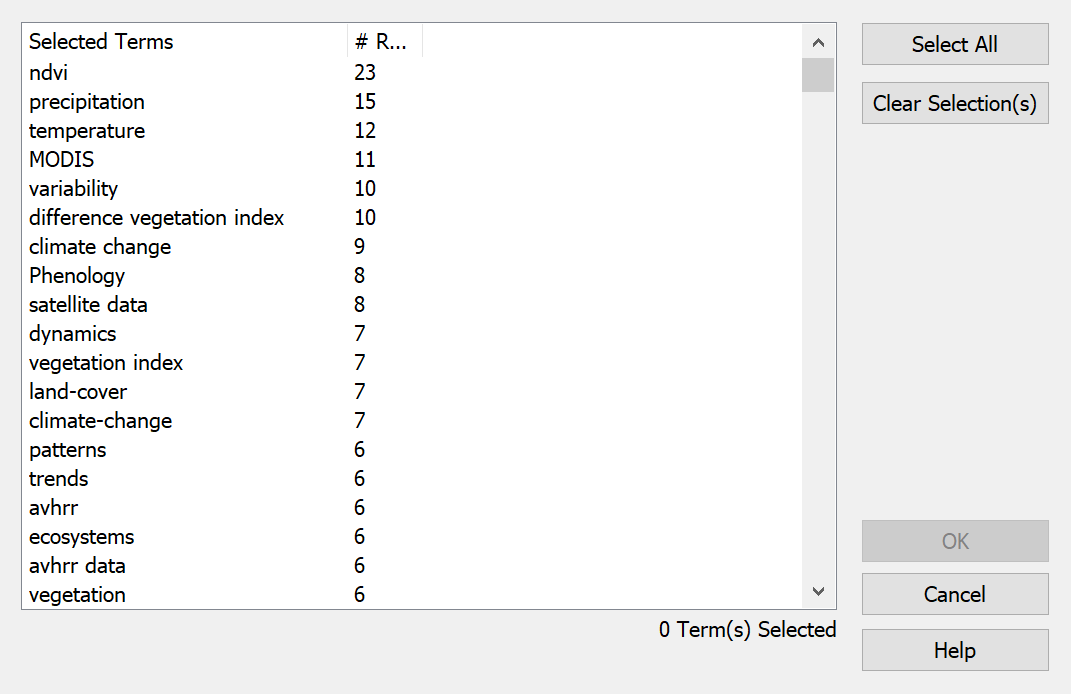 Selected Terms # R...
ndvi 23
precipitation 15
temperature 12
MODIS 11
variability 10
difference vegetation index 10
climate change 9
Phenology 8
satellite data 8
dynamics 7
vegetation index 7
land-cover 7
climate-change 7
patterns 6
trends 6
avhrr 6
ecosystems 6
avhrr data 6
vegetation 6
0 Term(s) Selected
Select All
Clear Selection(s)
OK
Cancel
Help